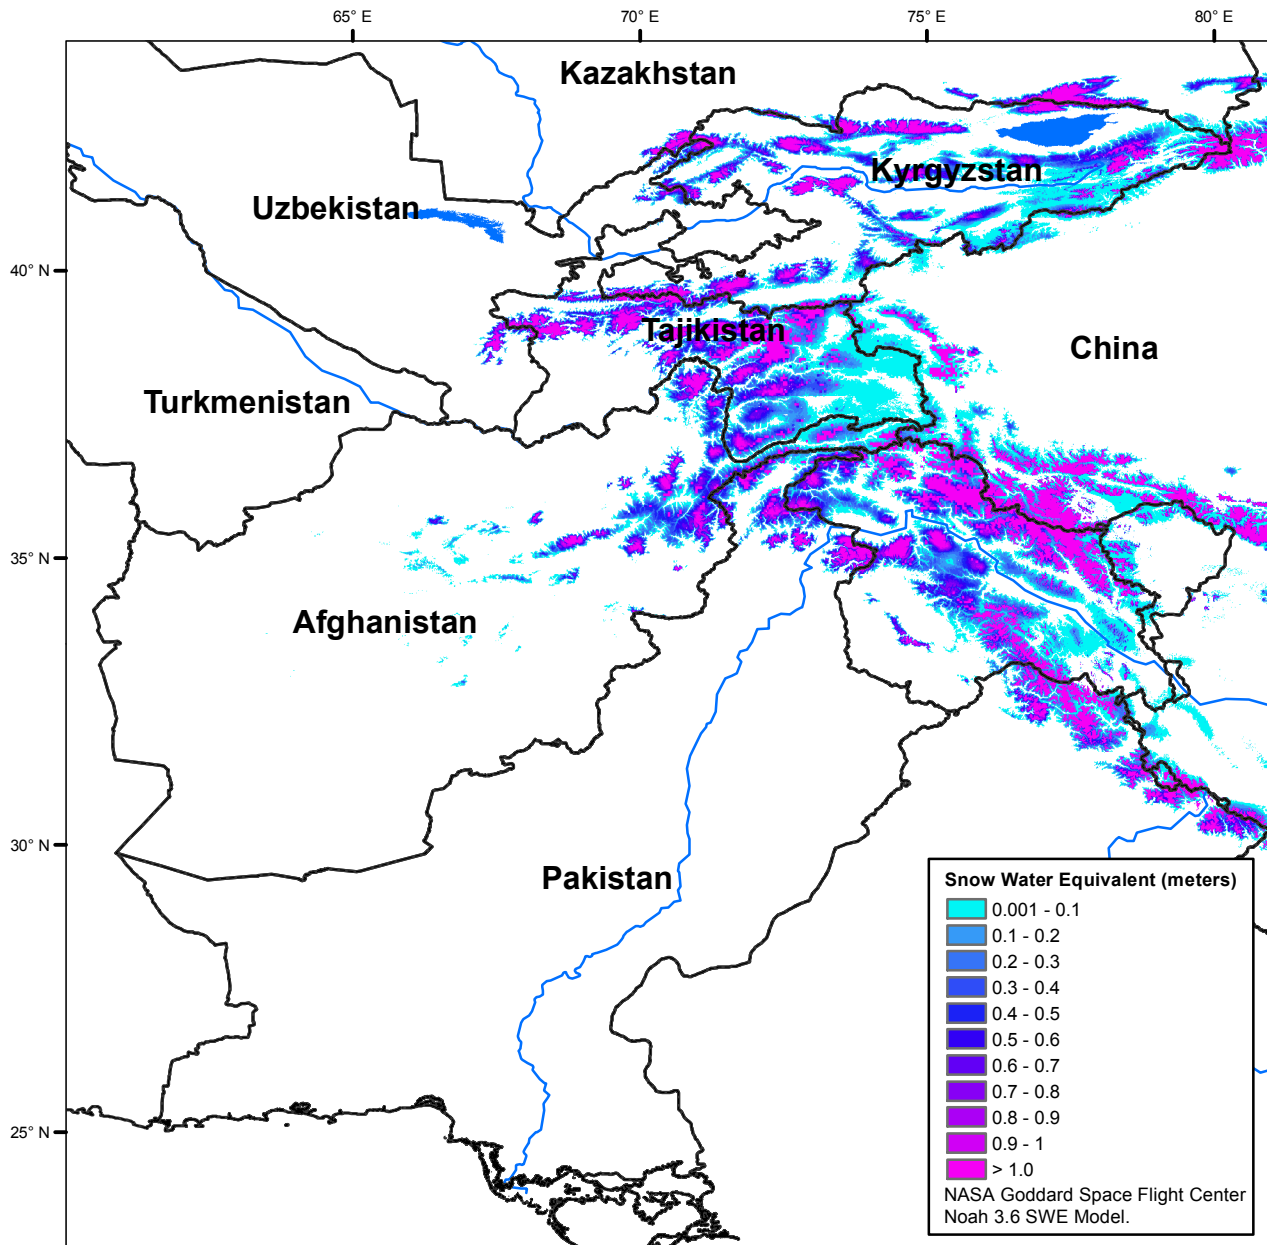 65° E
70° E
75° E
80° E
Kazakhstan
Kyrgyzstan
Uzbekistan
40° N
Tajikistan
China
Turkmenistan
35° N
Afghanistan
30° N
Pakistan
25° N
Snow Water Equivalent (meters)
0.001 - 0.1
0.1 - 0.2
0.2 - 0.3
0.3 - 0.4
0.4 - 0.5
0.5 - 0.6
0.6 - 0.7
0.7 - 0.8
0.8 - 0.9
0.9 - 1
> 1.0
NASA Goddard Space Flight Center
Noah 3.6 SWE Model.